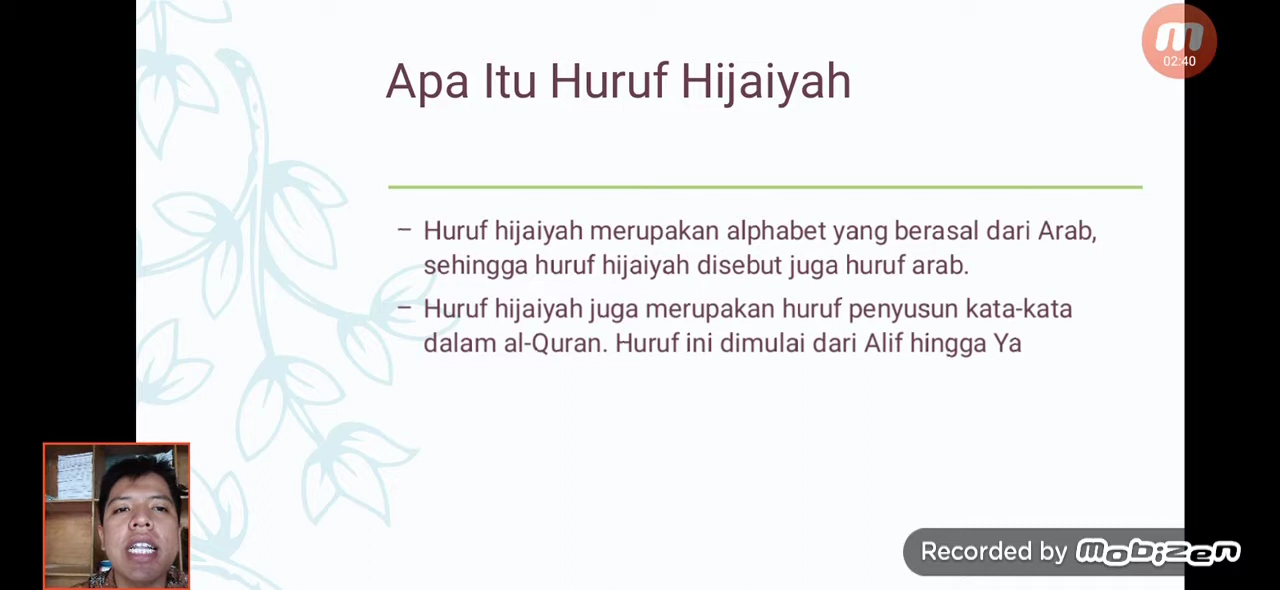 Apa Itu Huruf Hijaiyah
02:40
– Huruf hijaiyah merupakan alphabet yang berasal dari Arab,
sehingga huruf hijaiyah disebut juga huruf arab.
– Huruf hijaiyah juga merupakan huruf penyusun kata-kata
dalam al-Quran. Huruf ini dimulai dari Alif hingga Ya
Recorded by Mobizen